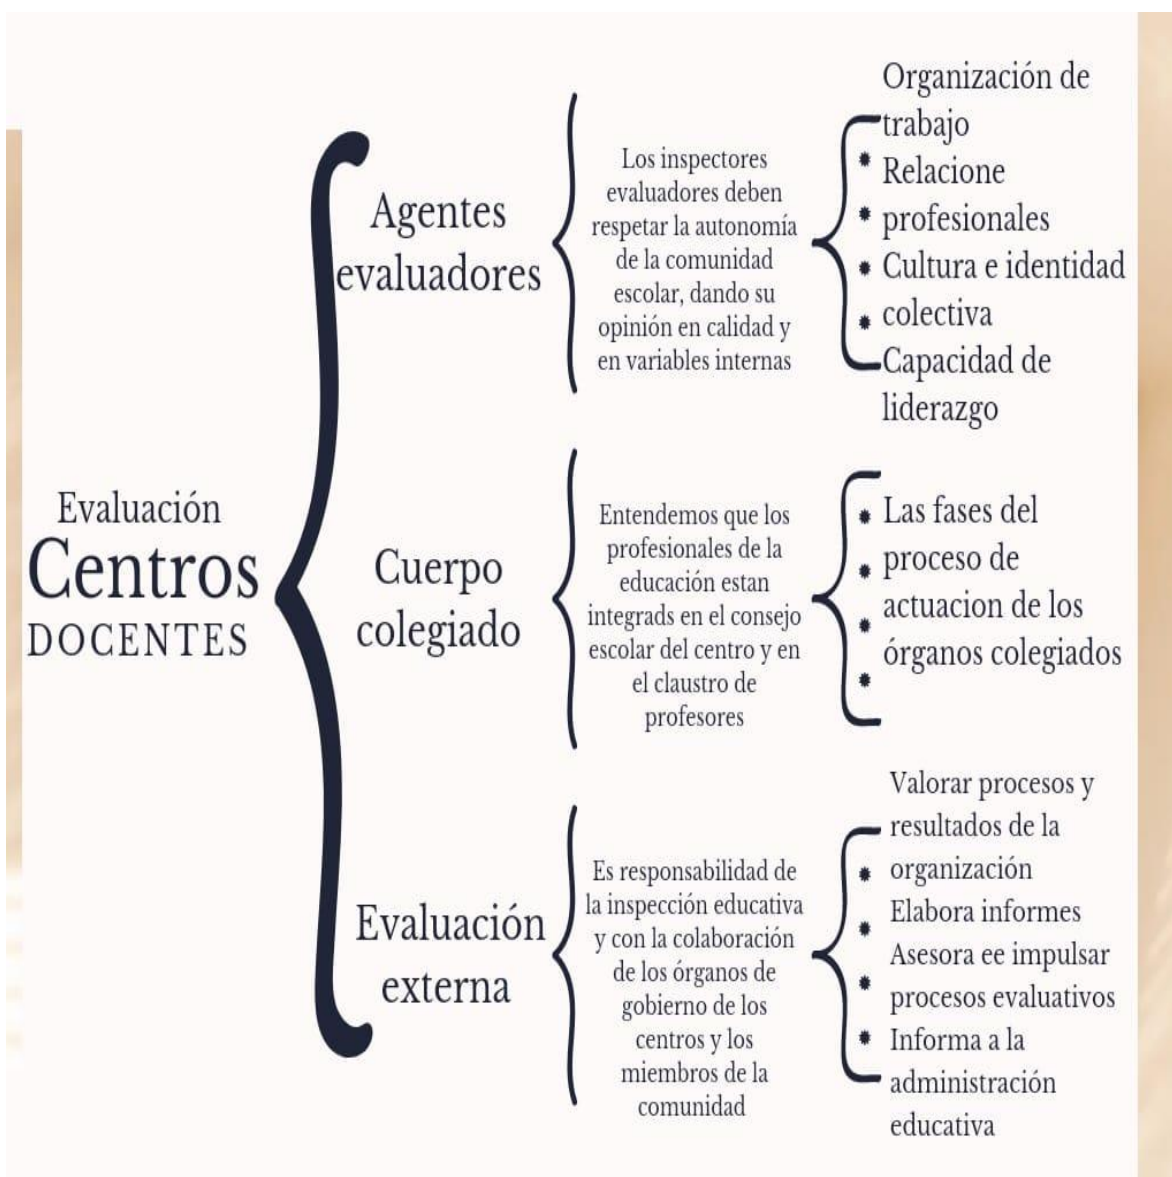 Evaluación
Centros
DOCENTES
Agentes
evaluadores
Los inspectores
evaluadores deben
respetar la autonomía
de la comunidad
escolar, dando su
opinión en calidad y
en variables internas
Organización de
trabajo
Relacione
profesionales
Cultura e identidad
colectiva
Capacidad de
liderazgo
Cuerpo
colegiado
Entendemos que los
profesionales de la
educación estan
integrads en el consejo
escolar del centro y en
el claustro de
profesores
Las fases del
proceso de
actuacion de los
órganos colegiados
Evaluación
externa
Es responsabilidad de
la inspección educativa
y con la colaboración
de los órganos de
gobierno de los
centros y los
miembros de la
comunidad
Valorar procesos y
resultados de la
organización
Elabora informes
Asesora ee impulsar
procesos evaluativos
Informa a la
administración
educativa